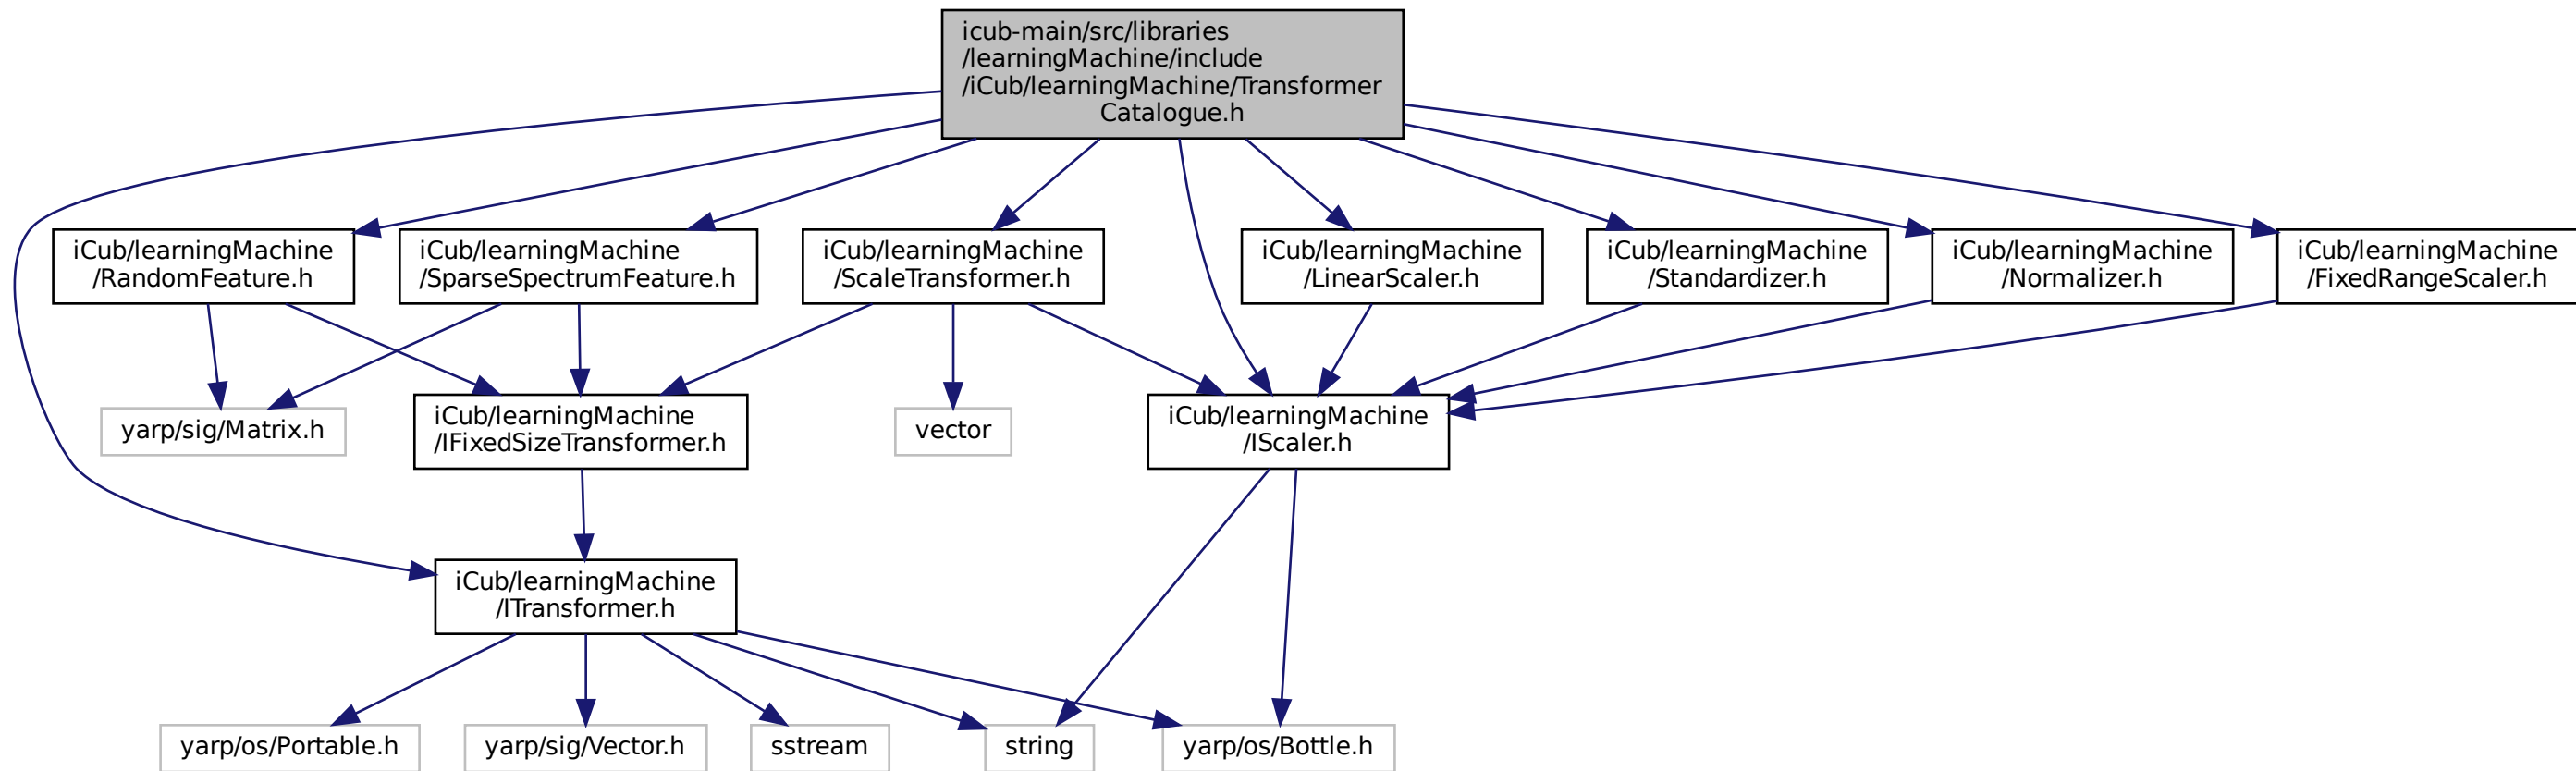 icub-main/src/libraries
/learningMachine/include
/iCub/learningMachine/Transformer
Catalogue.h
iCub/learningMachine
/RandomFeature.h
iCub/learningMachine
/SparseSpectrumFeature.h
iCub/learningMachine
/ScaleTransformer.h
iCub/learningMachine
/LinearScaler.h
iCub/learningMachine
/Standardizer.h
iCub/learningMachine
/Normalizer.h
iCub/learningMachine
/FixedRangeScaler.h
yarp/sig/Matrix.h
iCub/learningMachine
/IFixedSizeTransformer.h
vector
iCub/learningMachine
/IScaler.h
iCub/learningMachine
/ITransformer.h
yarp/os/Portable.h
yarp/sig/Vector.h
sstream
string
yarp/os/Bottle.h